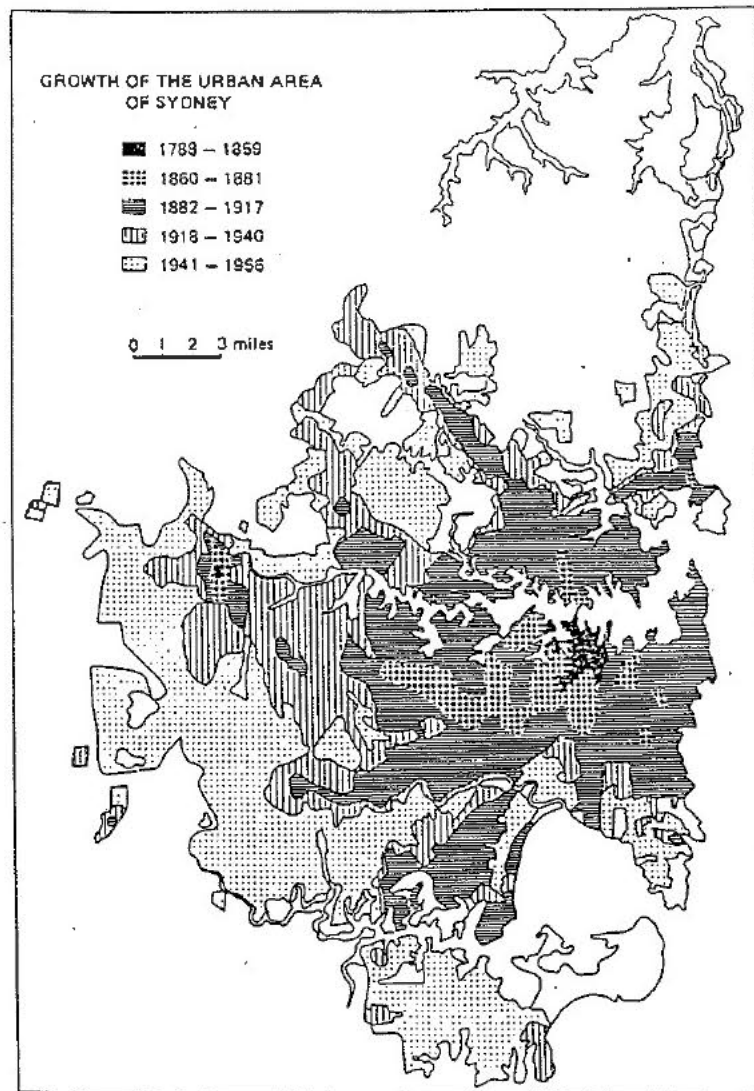 GROWTH OF THE URBAN AREA
OF SYDNEY
1788 – 1859
1860 – 1881
1882 – 1917
1918 – 1940
1941 – 1956
0 1 2 3 miles